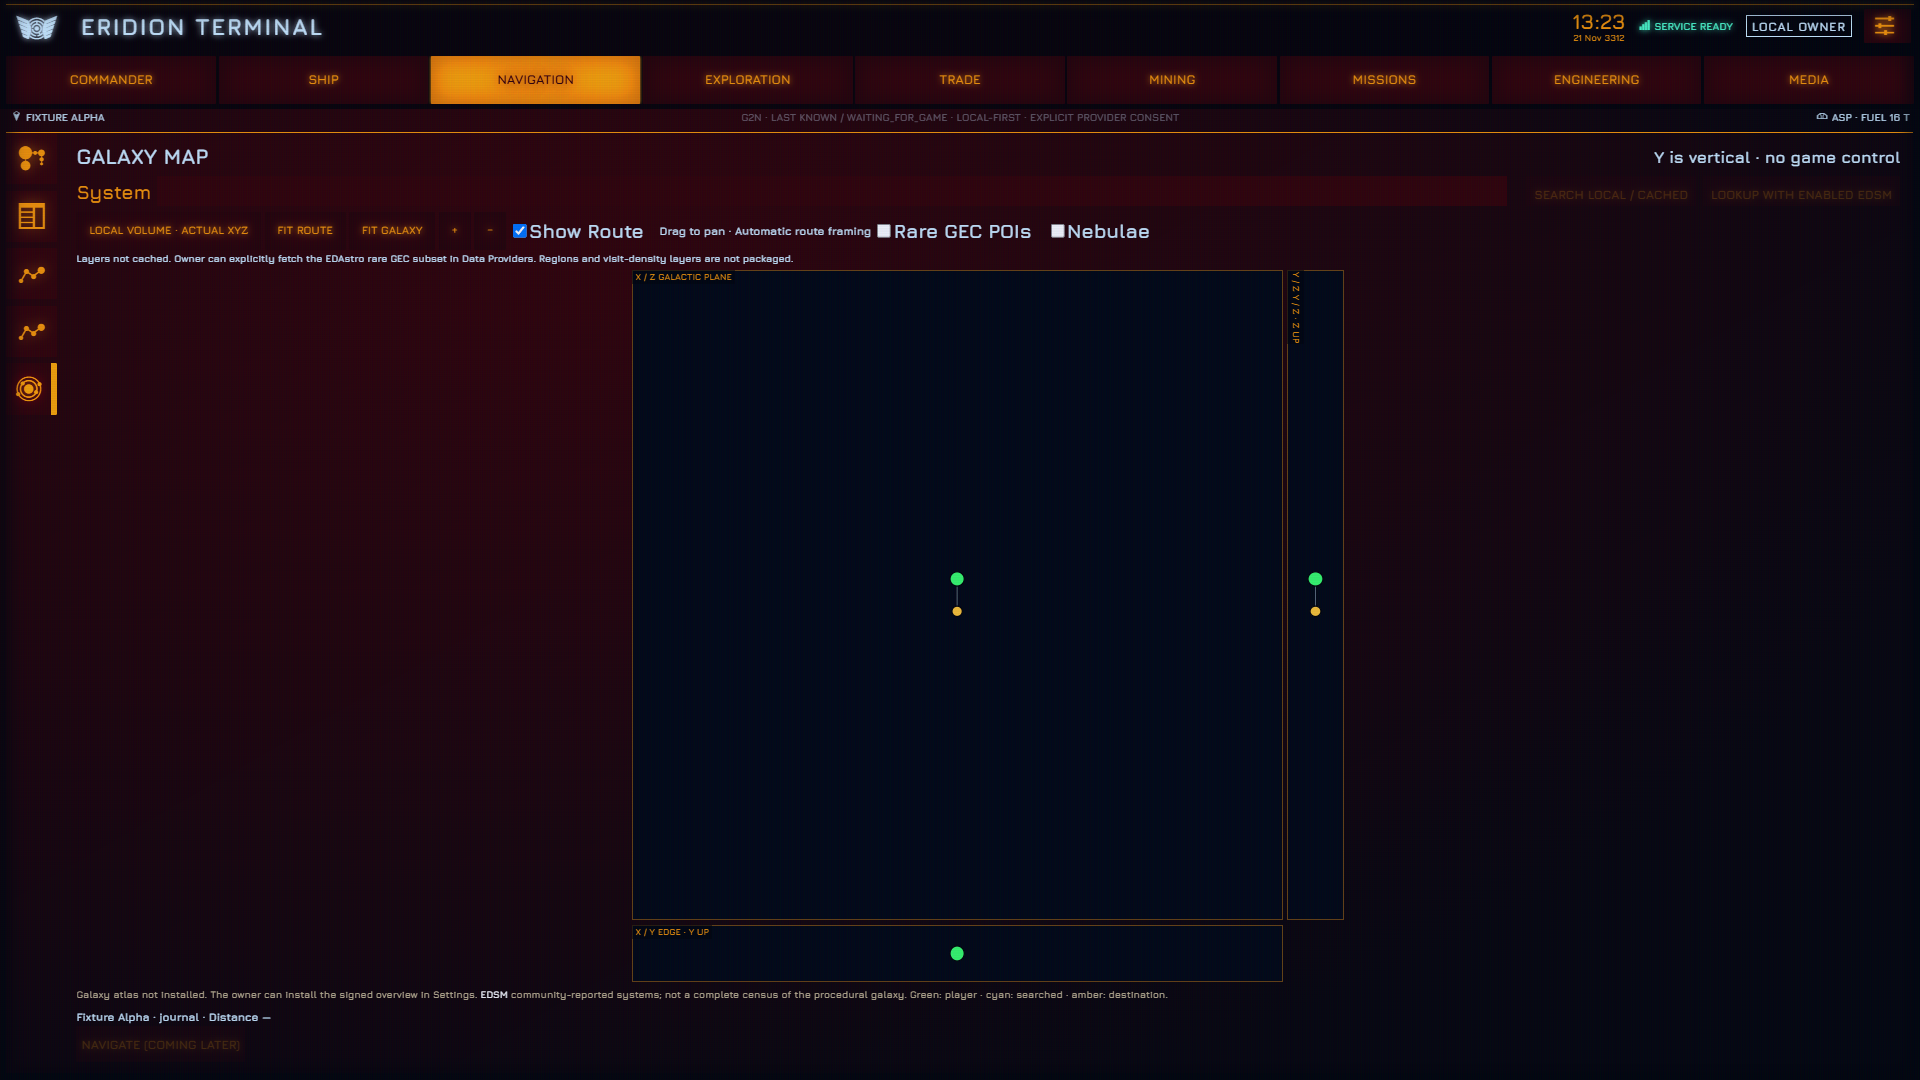 ERIDION TERMINAL
13:23
21 Nov 3312
SERVICE READY
LOCAL OWNER
COMMANDER
SHIP
NAVIGATION
EXPLORATION
TRADE
MINING
MISSIONS
ENGINEERING
MEDIA
FIXTURE ALPHA
G2N · LAST KNOWN / WAITING_FOR_GAME · LOCAL-FIRST · EXPLICIT PROVIDER CONSENT
ASP · FUEL 16 T
GALAXY MAP
Y is vertical · no game control
System
SEARCH LOCAL / CACHED
LOOKUP WITH ENABLED EDSM
LOCAL VOLUME · ACTUAL XYZ
FIT ROUTE
FIT GALAXY
+
−
Show Route
Drag to pan · Automatic route framing
Rare GEC POIs
Nebulae
Layers not cached. Owner can explicitly fetch the EDAstro rare GEC subset in Data Providers. Regions and visit-density layers are not packaged.
X / Z GALACTIC PLANE
Y / Z Y / Z · Z UP
X / Y EDGE · Y UP
Galaxy atlas not installed. The owner can install the signed overview in Settings. EDSM community-reported systems; not a complete census of the procedural galaxy. Green: player · cyan: searched · amber: destination.
Fixture Alpha · journal · Distance —
NAVIGATE (COMING LATER)